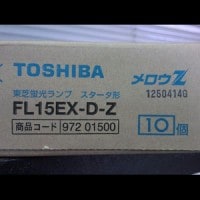 TOSHIBA メロウZ
1250414G
東芝蛍光ランプ スタータ形
FL15EX-D-Z
商品コード 972 01500 10個